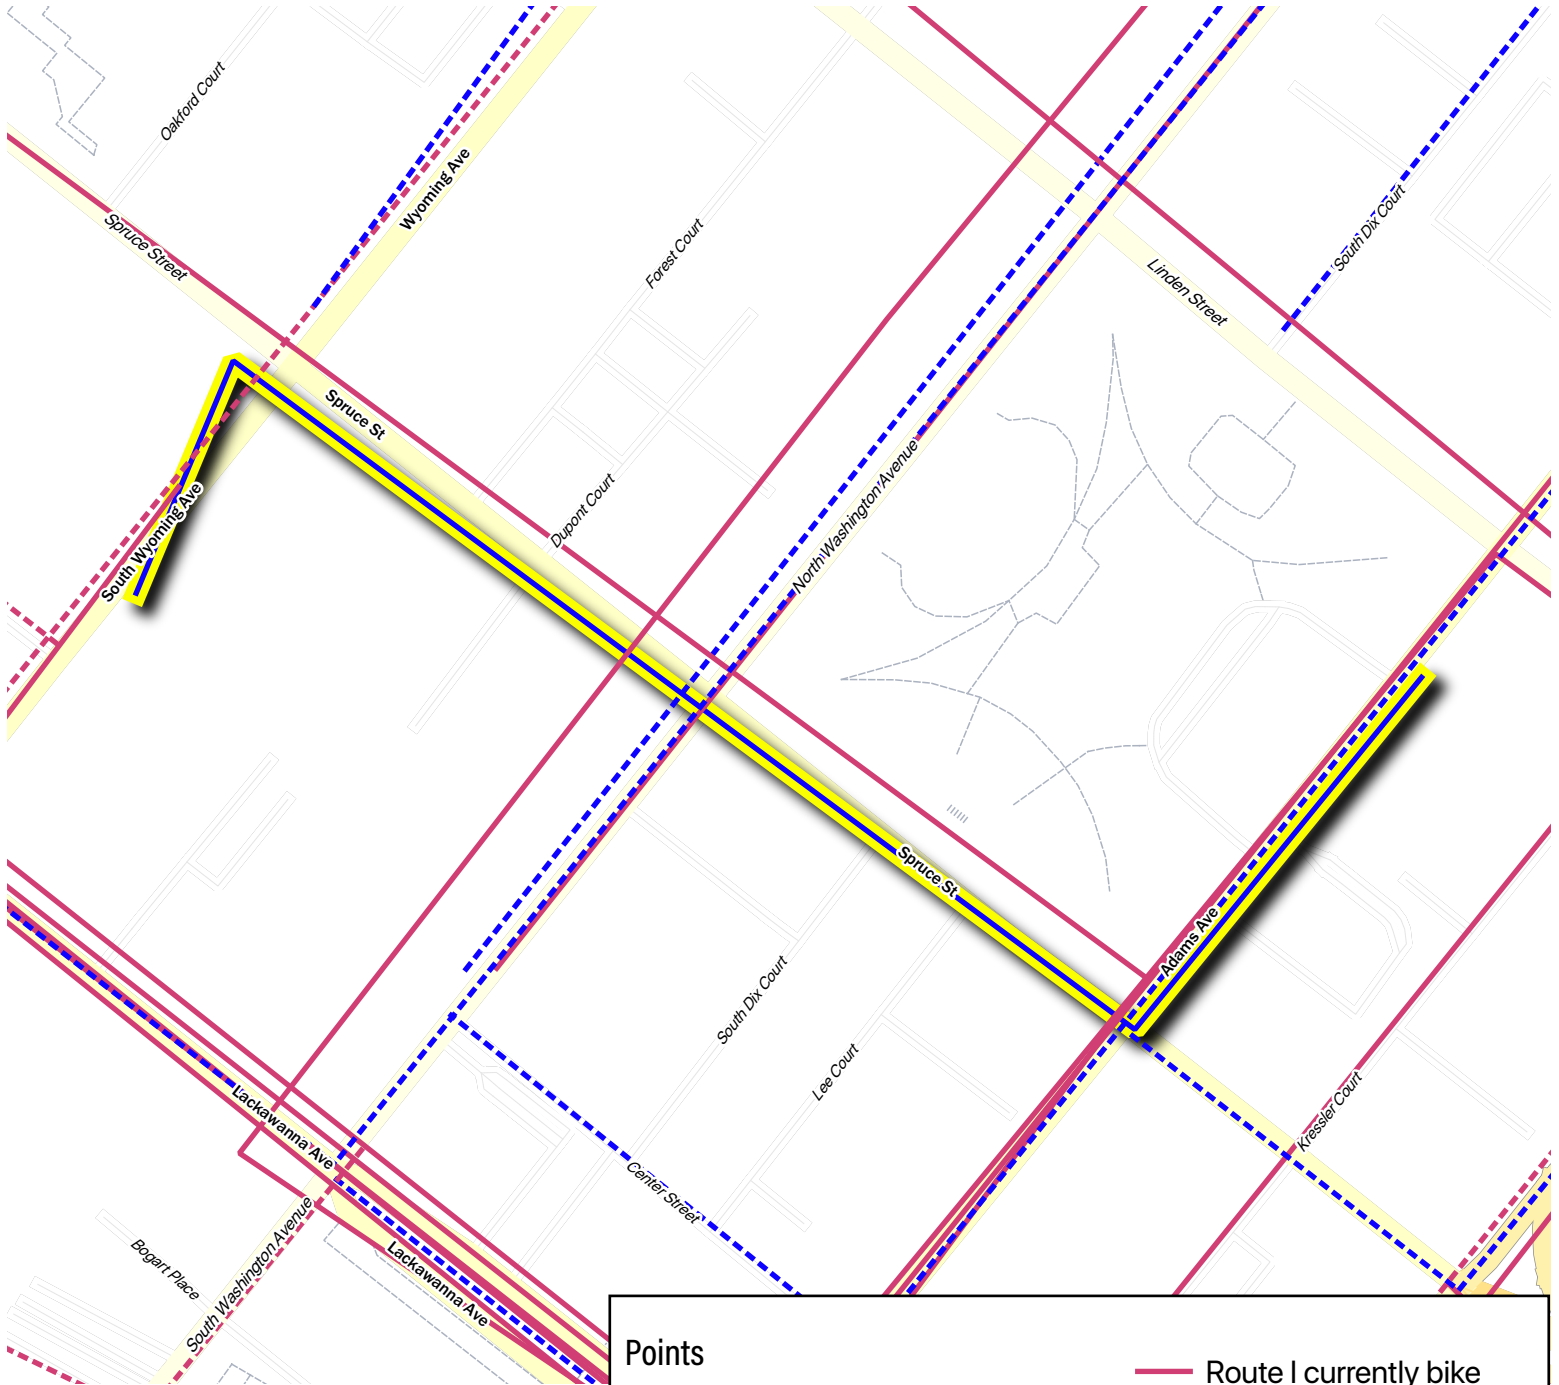 Oakford Court
Wyoming Ave
Spruce Street
Forest Court
South Dix Court
Linden Street
Spruce St
South Wyoming Ave
Dupont Court
North Washington Avenue
Spruce St
Adams Ave
South Dix Court
Lee Court
Kressler Court
Lackawanna Ave
Center Street
South Washington Avenue
Bogart Place
Lackawanna Ave
Points
Route I currently bike